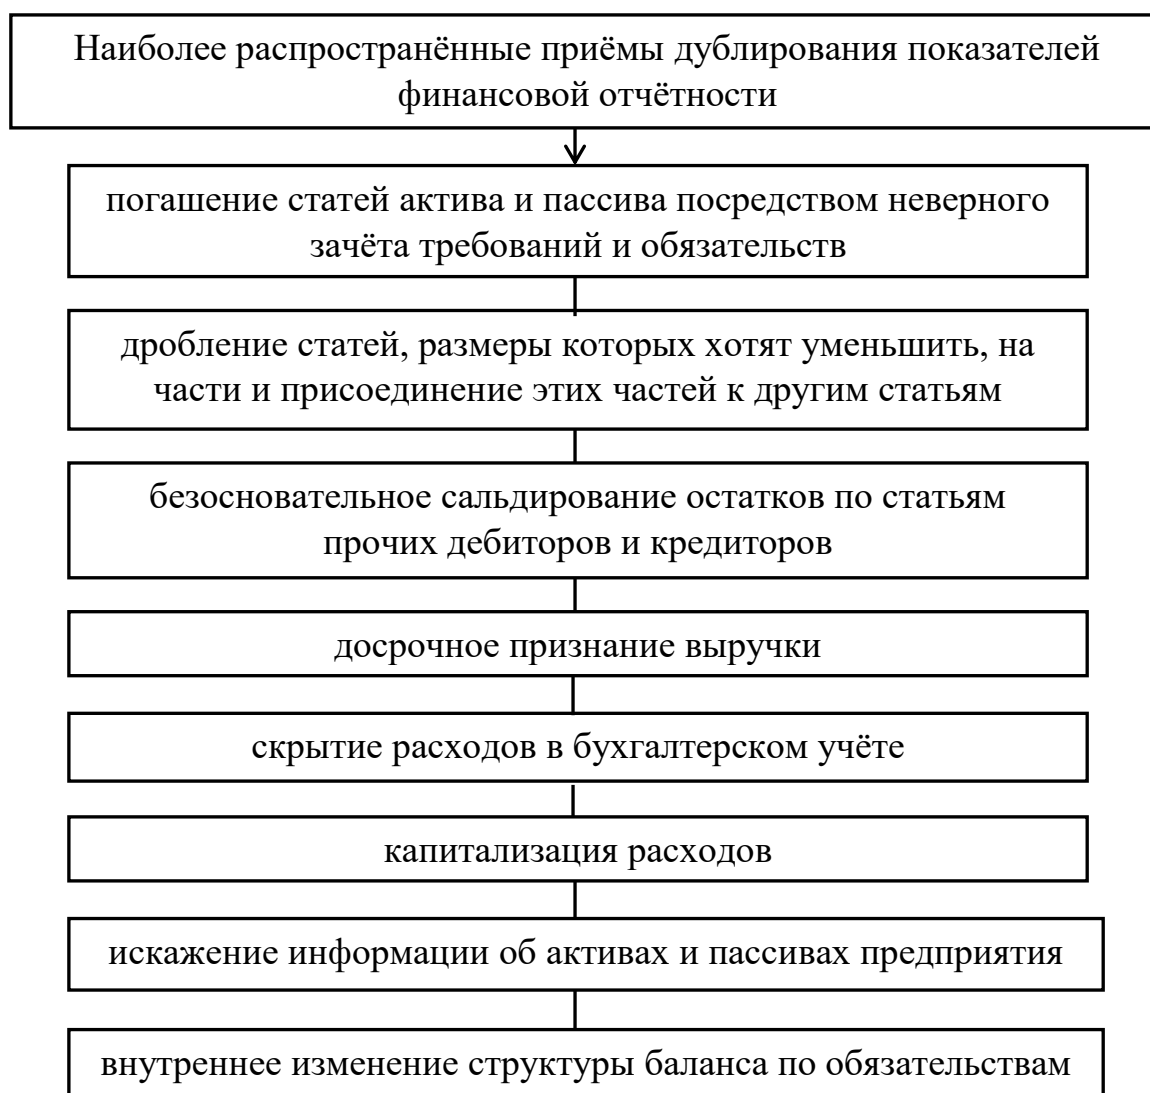 Наиболее распространённые приёмы дублирования показателей
финансовой отчётности
погашение статей актива и пассива посредством неверного
зачёта требований и обязательств
дробление статей, размеры которых хотят уменьшить, на
части и присоединение этих частей к другим статьям
безосновательное сальдирование остатков по статьям
прочих дебиторов и кредиторов
досрочное признание выручки
скрытие расходов в бухгалтерском учёте
капитализация расходов
искажение информации об активах и пассивах предприятия
внутреннее изменение структуры баланса по обязательствам